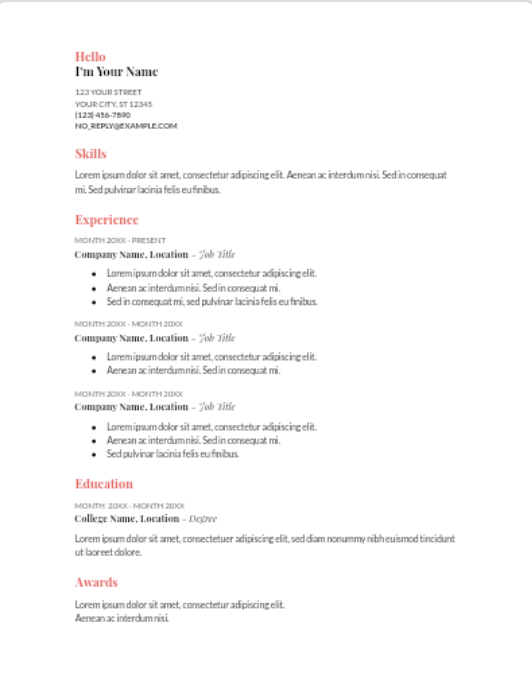 Hello
I'm Your Name
123 YOUR STREET
YOUR CITY, ST 12345
(123) 456-7890
NO_REPLY@EXAMPLE.COM
Skills
Lorem ipsum dolor sit amet, consectetur adipiscing elit. Aenean ac interdum nisi. Sed in consequat
mi. Sed pulvinar lacinia felis eu finibus.
Experience
MONTH 20XX - PRESENT
Company Name, Location - Job Title
● Lorem ipsum dolor sit amet, consectetur adipiscing elit.
● Aenean ac interdum nisi. Sed in consequat mi.
● Sed in consequat mi, sed pulvinar lacinia felis eu finibus.
MONTH 20XX - MONTH 20XX
Company Name, Location - Job Title
● Lorem ipsum dolor sit amet, consectetur adipiscing elit.
● Aenean ac interdum nisi. Sed in consequat mi.
MONTH 20XX - MONTH 20XX
Company Name, Location - Job Title
● Lorem ipsum dolor sit amet, consectetur adipiscing elit.
● Aenean ac interdum nisi. Sed in consequat mi.
● Sed pulvinar lacinia felis eu finibus.
Education
MONTH 20XX - MONTH 20XX
College Name, Location - Degree
Lorem ipsum dolor sit amet, consectetuer adipiscing elit, sed diam nonummy nibh euismod tincidunt
ut laoreet dolore.
Awards
Lorem ipsum dolor sit amet, consectetur adipiscing elit.
Aenean ac interdum nisi.